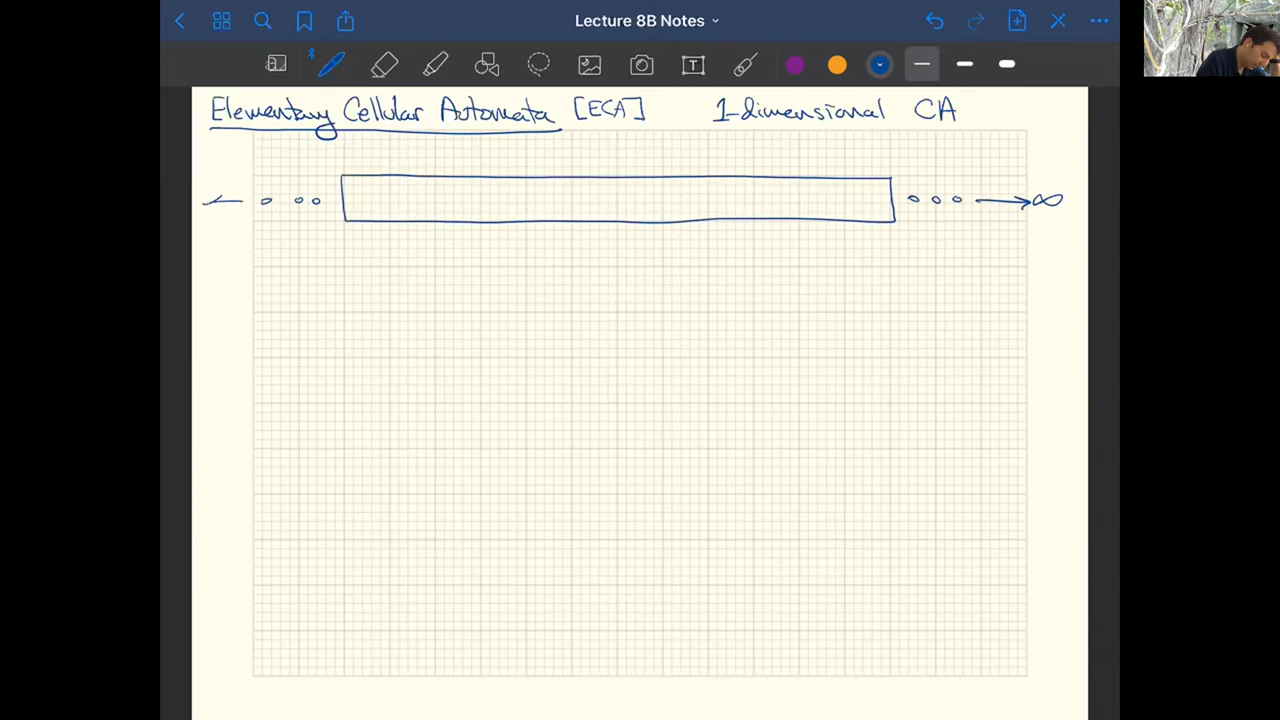 Lecture 8B Notes
Elementary Cellular Automata [ECA] 1-dimensional CA
∞